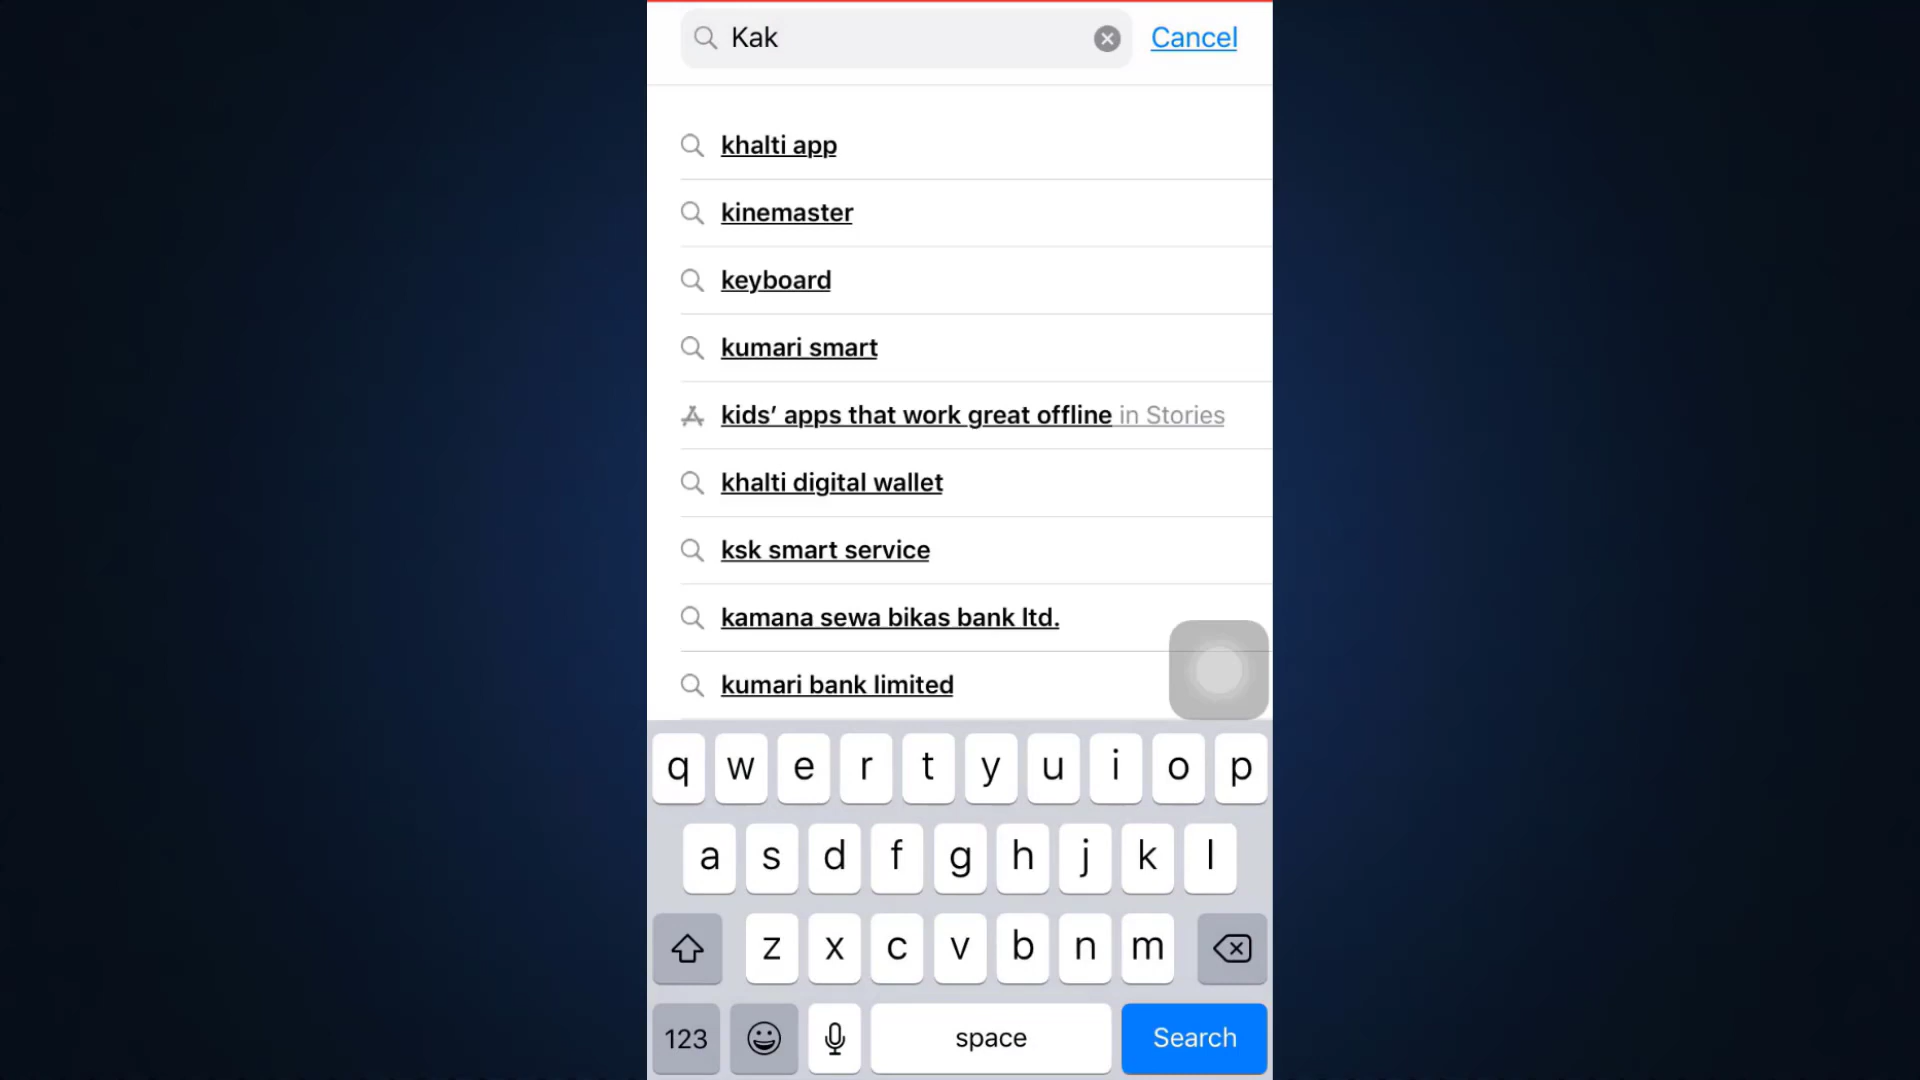 Kak
Cancel
khalti app
kinemaster
keyboard
kumari smart
kids’ apps that work great offline in Stories
khalti digital wallet
ksk smart service
kamana sewa bikas bank ltd.
kumari bank limited
q w e r t y u i o p
a s d f g h j k l
z x c v b n m
123 space Search